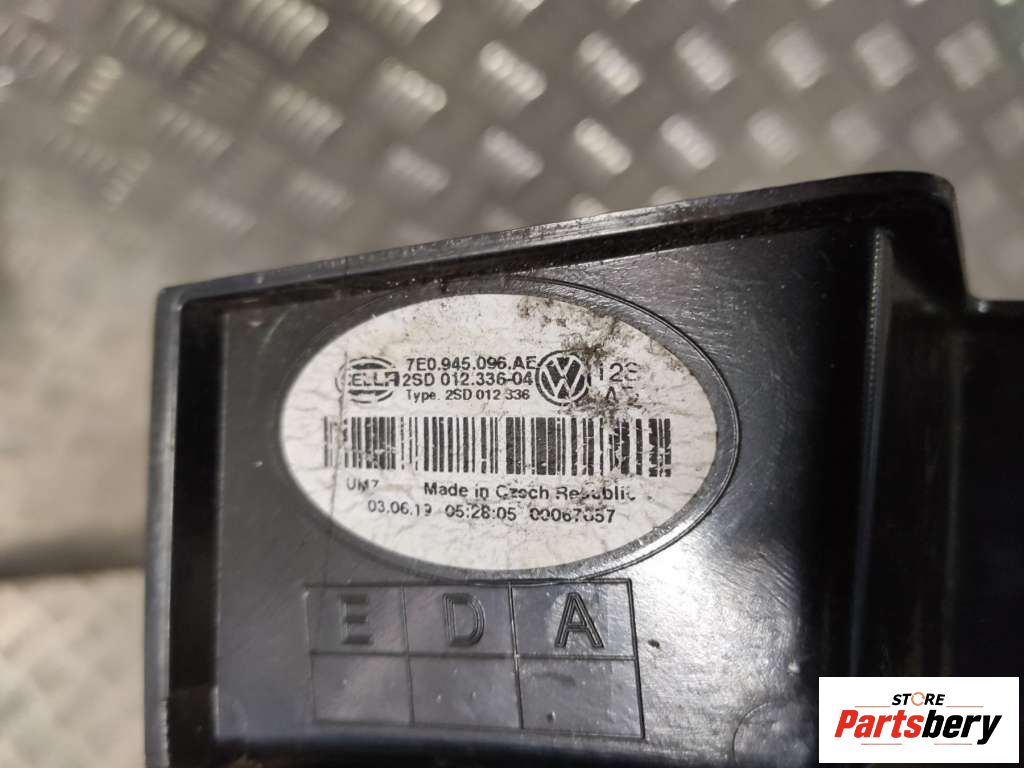 7E0.945.096.AE
HELLA 2SD 012.336-04
Type. 2SD 012 336
UMZ Made in Czech Republic
03.06.19 05:28:05
E D A
STORE
Partsbery